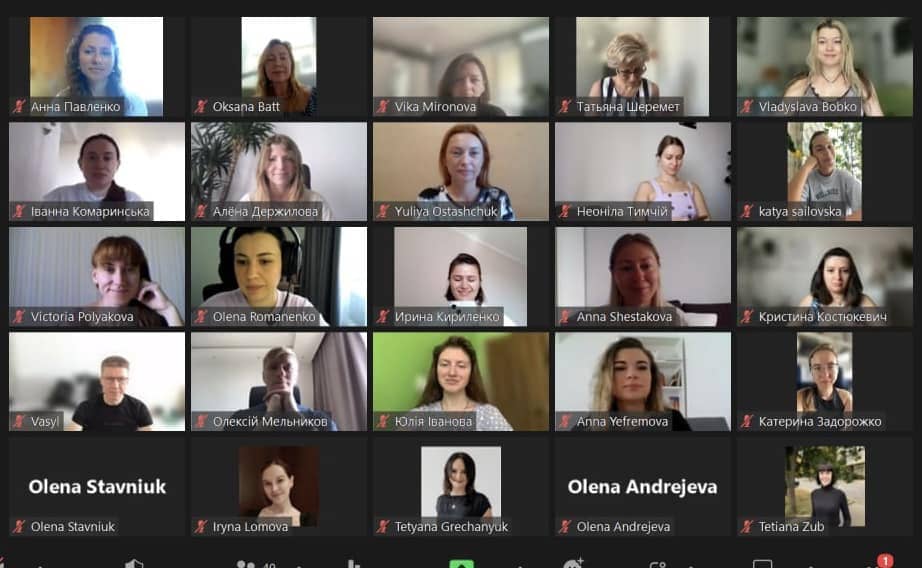 Анна Павленко
Oksana Batt
Vika Mironova
Татьяна Шеремет
Vladyslava Bobko
Іванна Комаринська
Алёна Держилова
Yuliya Ostashchuk
Неоніла Тимчій
katya sailovska
Victoria Polyakova
Olena Romanenko
Ирина Кириленко
Anna Shestakova
Кристина Костюкевич
Vasyl
Олексій Мельников
Юлія Іванова
Anna Yefremova
Катерина Задорожко
Olena Stavniuk
Olena Andrejeva
Olena Stavniuk
Iryna Lomova
Tetyana Grechanyuk
Olena Andrejeva
Tetiana Zub
1